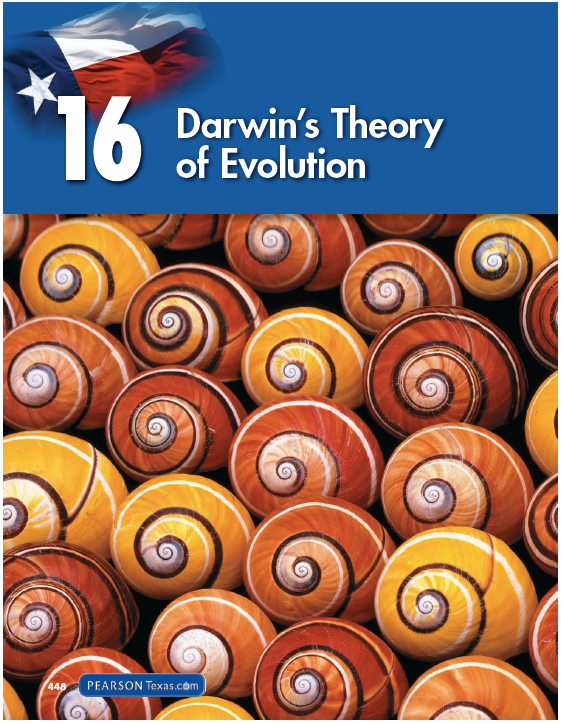 16
Darwin's Theory
of Evolution
448
PEARSON Texas.com